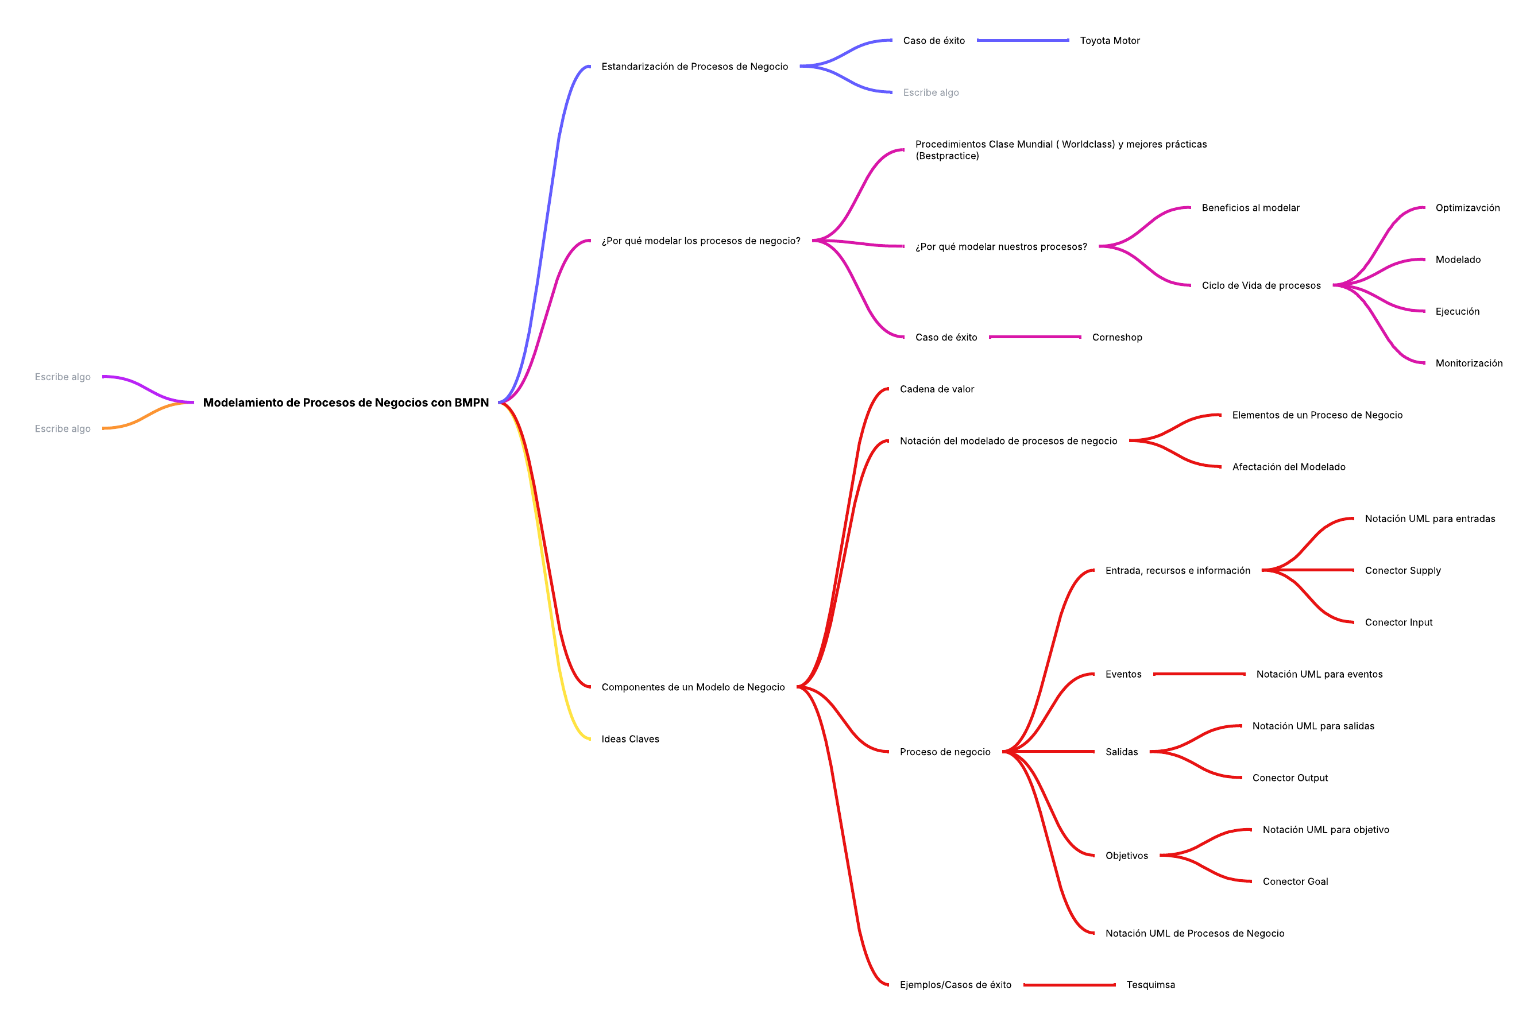 Modelamiento de Procesos de Negocios con BMPN
Escribe algo
Escribe algo
Estandarización de Procesos de Negocio
Caso de éxito
Toyota Motor
Escribe algo
¿Por qué modelar los procesos de negocio?
Procedimientos Clase Mundial ( Worldclass) y mejores prácticas
(Bestpractice)
¿Por qué modelar nuestros procesos?
Beneficios al modelar
Ciclo de Vida de procesos
Optimizavción
Modelado
Ejecución
Monitorización
Caso de éxito
Corneshop
Componentes de un Modelo de Negocio
Cadena de valor
Notación del modelado de procesos de negocio
Elementos de un Proceso de Negocio
Afectación del Modelado
Proceso de negocio
Entrada, recursos e información
Notación UML para entradas
Conector Supply
Conector Input
Eventos
Notación UML para eventos
Salidas
Notación UML para salidas
Conector Output
Objetivos
Notación UML para objetivo
Conector Goal
Notación UML de Procesos de Negocio
Ejemplos/Casos de éxito
Tesquimsa
Ideas Claves